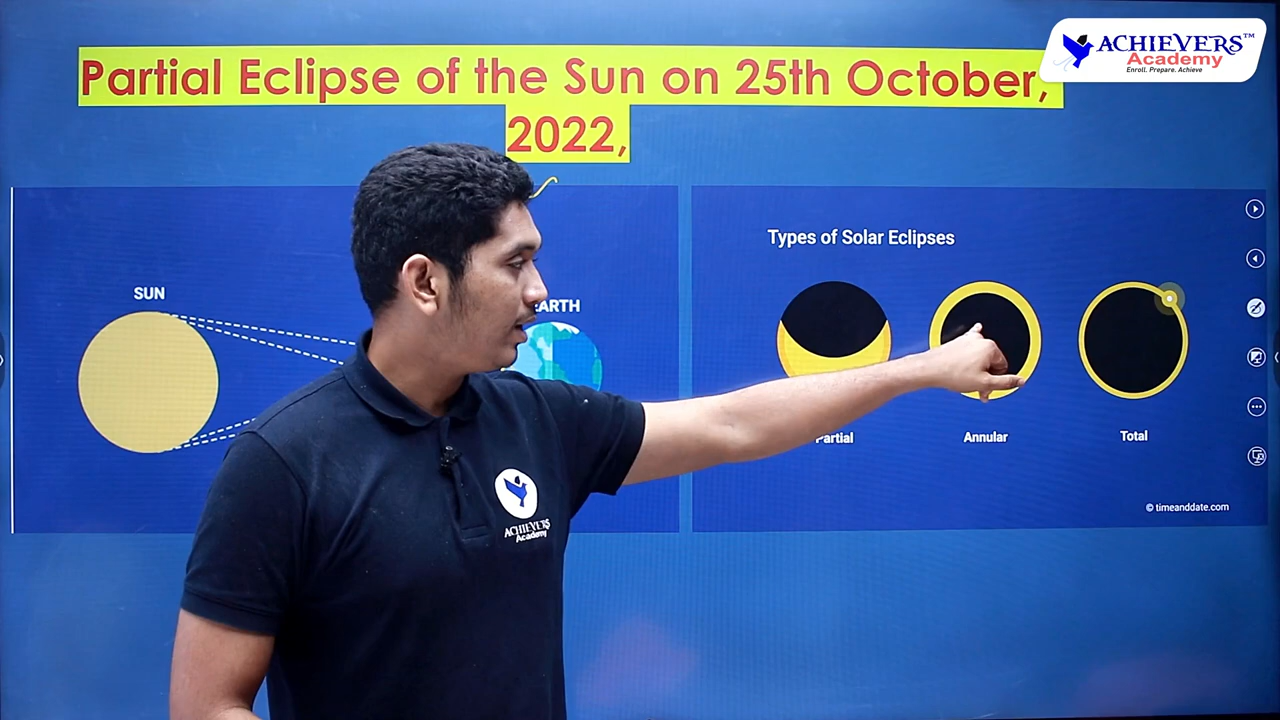 Partial Eclipse of the Sun on 25th October,
2022,
ACHIEVERS™
Academy
Enroll. Prepare. Achieve
SUN
EARTH
Types of Solar Eclipses
Partial
Annular
Total
© timeanddate.com
ACHIEVERS
Academy